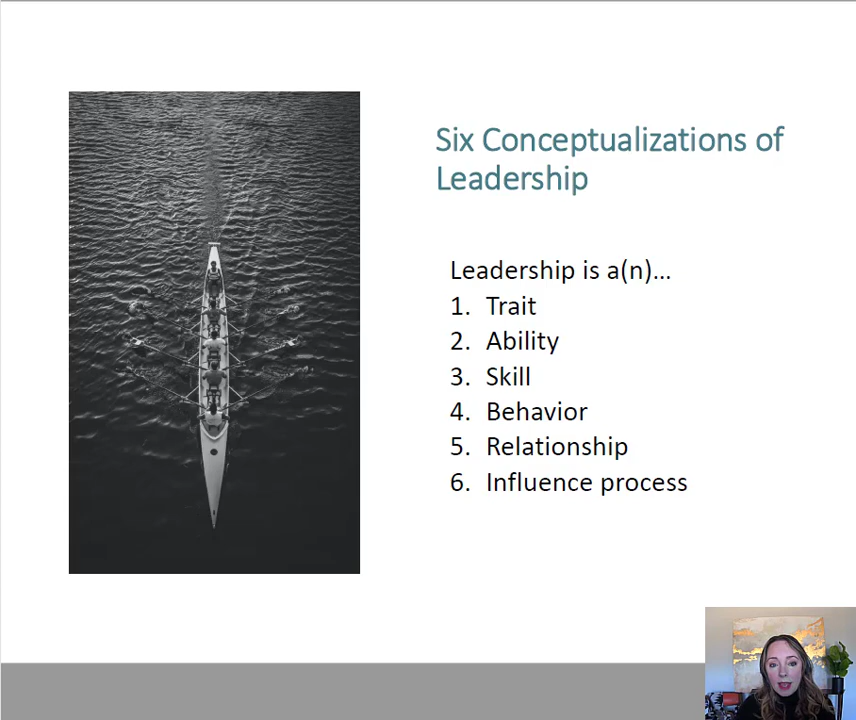 Six Conceptualizations of
Leadership
Leadership is a(n)...
1. Trait
2. Ability
3. Skill
4. Behavior
5. Relationship
6. Influence process